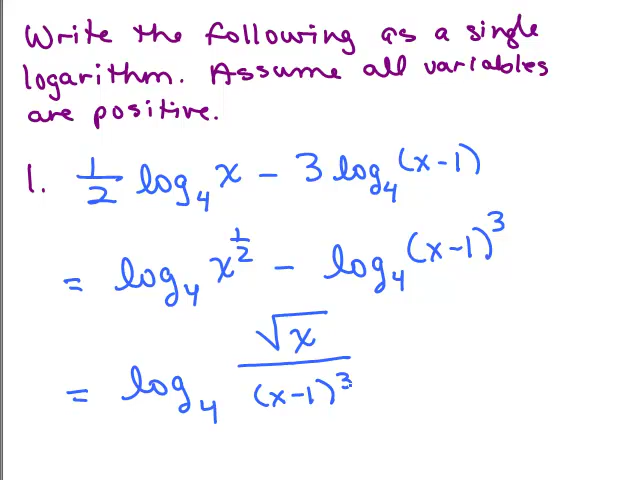 Write the following as a single
logarithm. Assume all variables
are positive.
1. 1/2 log₄ x − 3 log₄ (x−1)
= log₄ x^(1/2) − log₄ (x−1)³
= log₄ √x / (x−1)³